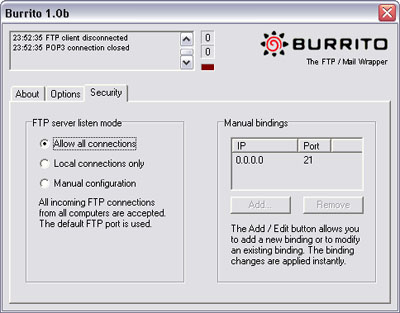 Burrito 1.0b
23:52:35 FTP client disconnected
23:52:35 POP3 connection closed
0
0
BURRITO
The FTP / Mail Wrapper
About Options Security
FTP server listen mode
Allow all connections
Local connections only
Manual configuration
All incoming FTP connections
from all computers are accepted.
The default FTP port is used.
Manual bindings
IP Port
0.0.0.0 21
Add... Remove
The Add / Edit button allows you
to add a new binding or to modify
an existing binding. The binding
changes are applied instantly.